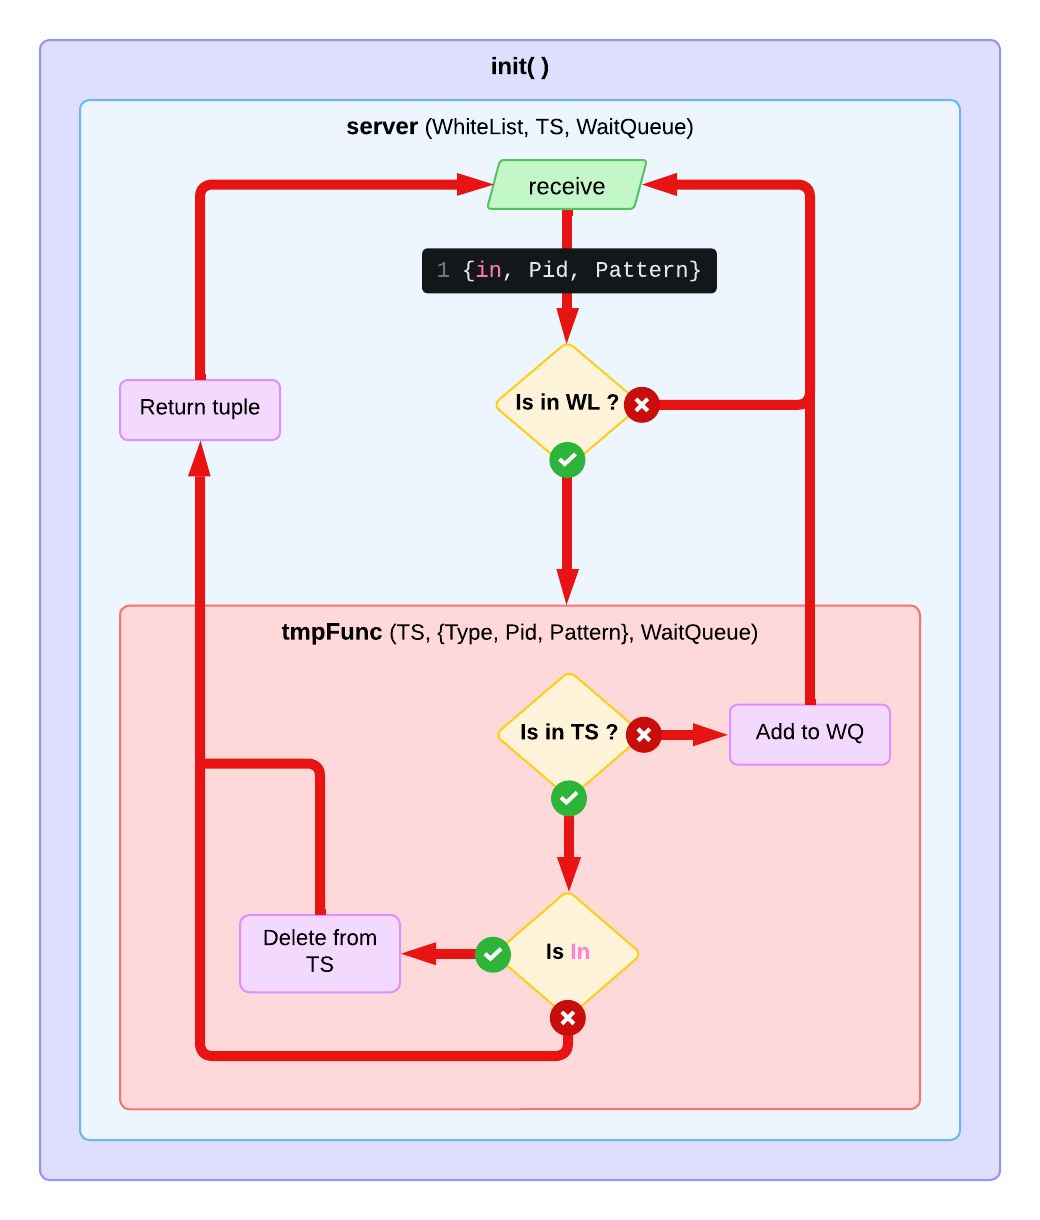 init( )
server (WhiteList, TS, WaitQueue)
receive
1 {in, Pid, Pattern}
Return tuple
Is in WL ?
tmpFunc (TS, {Type, Pid, Pattern}, WaitQueue)
Is in TS ?
Add to WQ
Delete from
TS
Is In